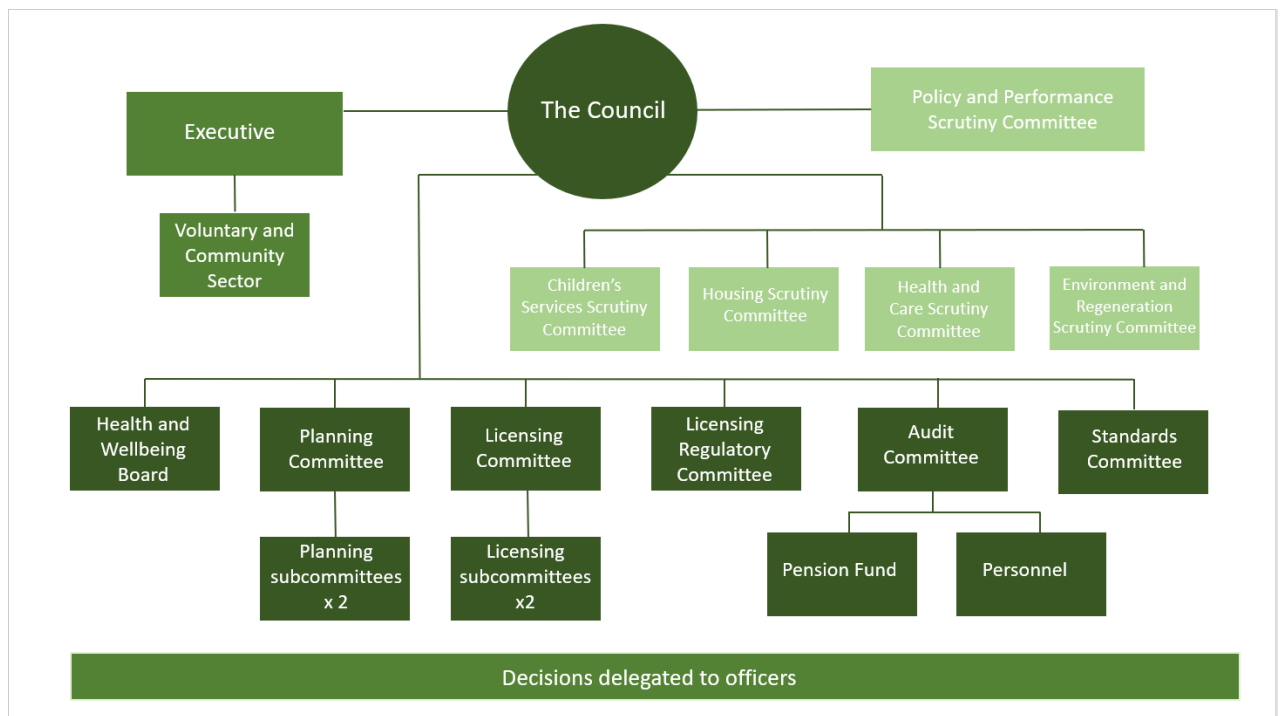 The Council
Policy and Performance
Scrutiny Committee
Executive
Voluntary and
Community
Sector
Children's
Services Scrutiny
Committee
Housing Scrutiny
Committee
Health and
Care Scrutiny
Committee
Environment and
Regeneration
Scrutiny Committee
Health and
Wellbeing
Board
Planning
Committee
Licensing
Committee
Licensing
Regulatory
Committee
Audit
Committee
Standards
Committee
Planning
subcommittees
x 2
Licensing
subcommittees
x2
Pension Fund
Personnel
Decisions delegated to officers